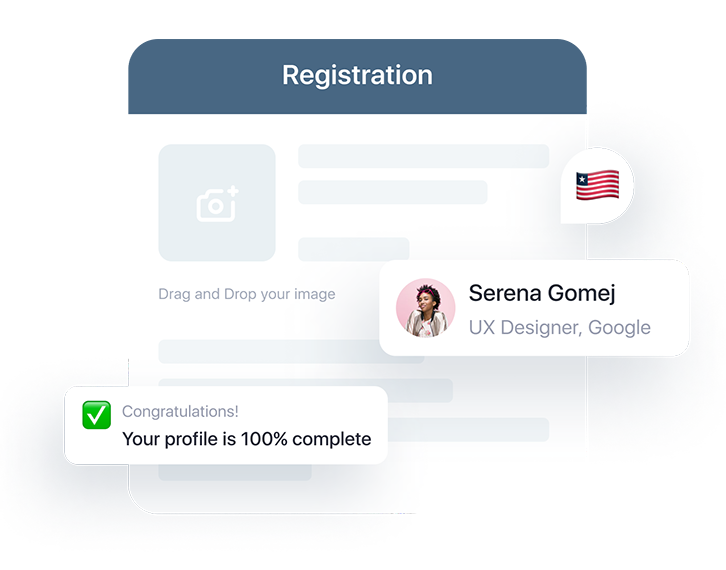 Registration
Drag and Drop your image
Serena Gomej
UX Designer, Google
Congratulations!
Your profile is 100% complete